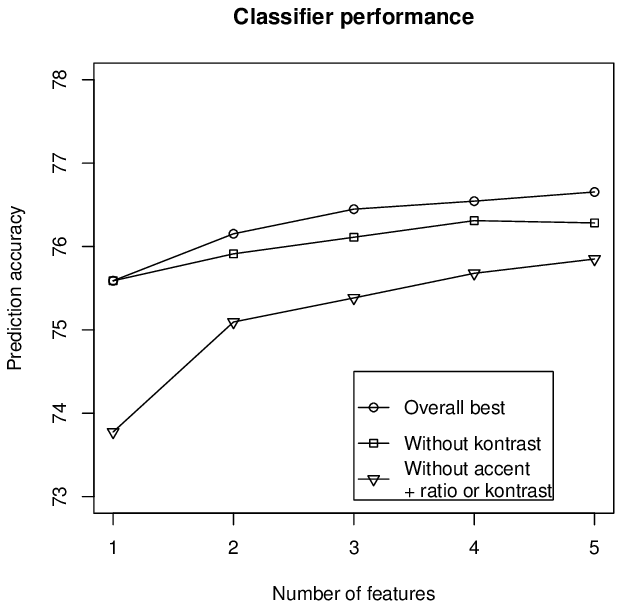 Classifier performance
78
77
76
75
74
73
Prediction accuracy
Overall best
Without kontrast
Without accent
+ ratio or kontrast
1 2 3 4 5
Number of features